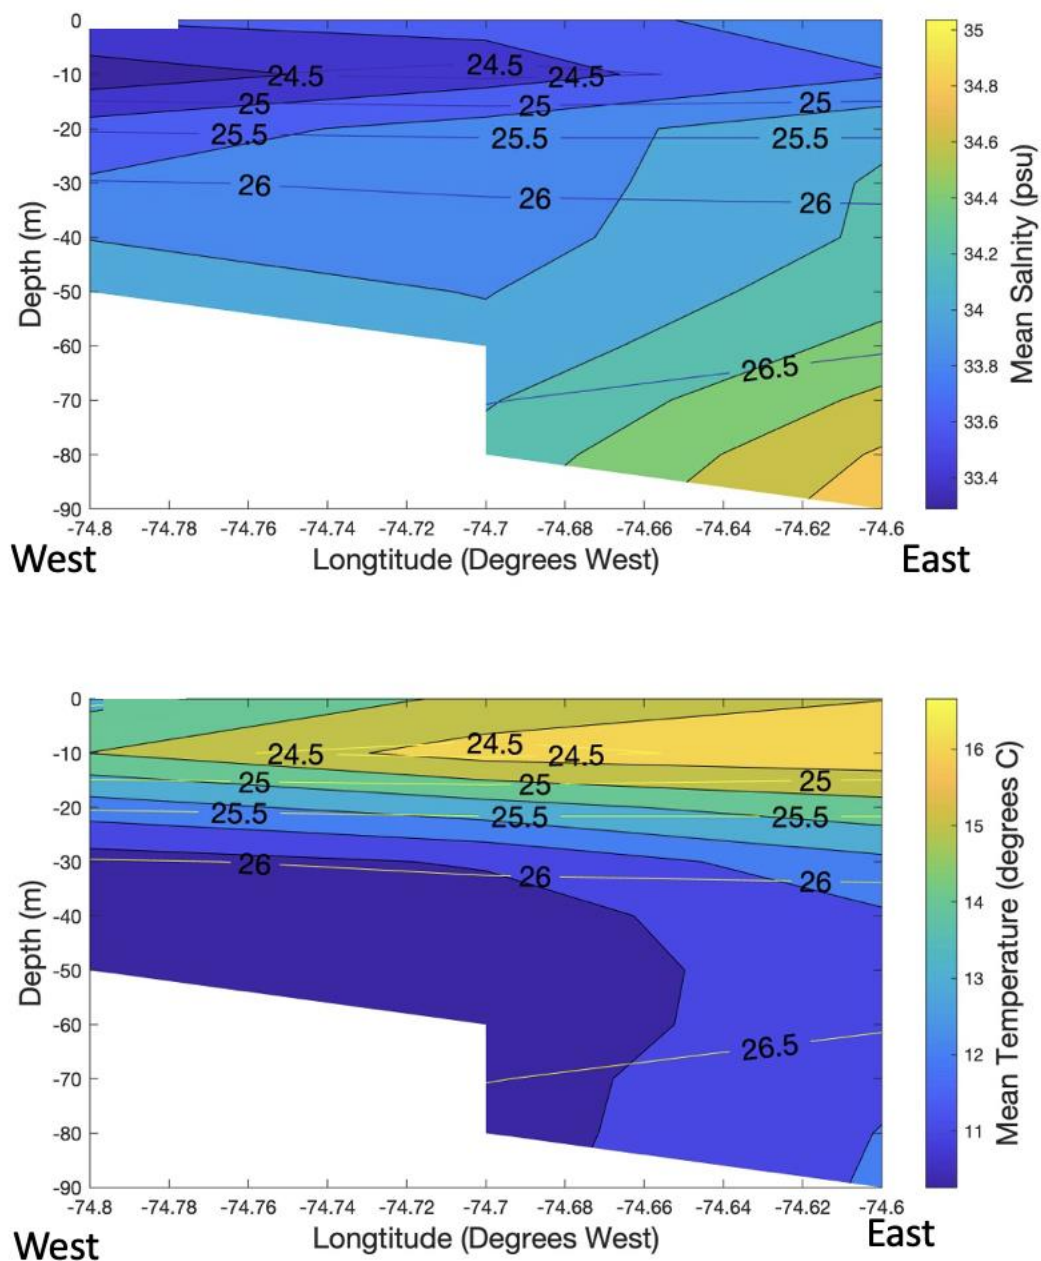 0
-10
-20
-30
-40
-50
-60
-70
-80
-90
Depth (m)
24.5 24.5 24.5
25 25 25
25.5 25.5 25.5
26 26 26
26.5
-74.8 -74.78 -74.76 -74.74 -74.72 -74.7 -74.68 -74.66 -74.64 -74.62 -74.6
West Longtitude (Degrees West) East
35
34.8
34.6
34.4
34.2
34
33.8
33.6
33.4
Mean Salnity (psu)
0
-10
-20
-30
-40
-50
-60
-70
-80
-90
Depth (m)
24.5 24.5 24.5
25 25 25
25.5 25.5 25.5
26 26 26
26.5
-74.8 -74.78 -74.76 -74.74 -74.72 -74.7 -74.68 -74.66 -74.64 -74.62 -74.6
West Longtitude (Degrees West) East
16
15
14
13
12
11
Mean Temperature (degrees C)